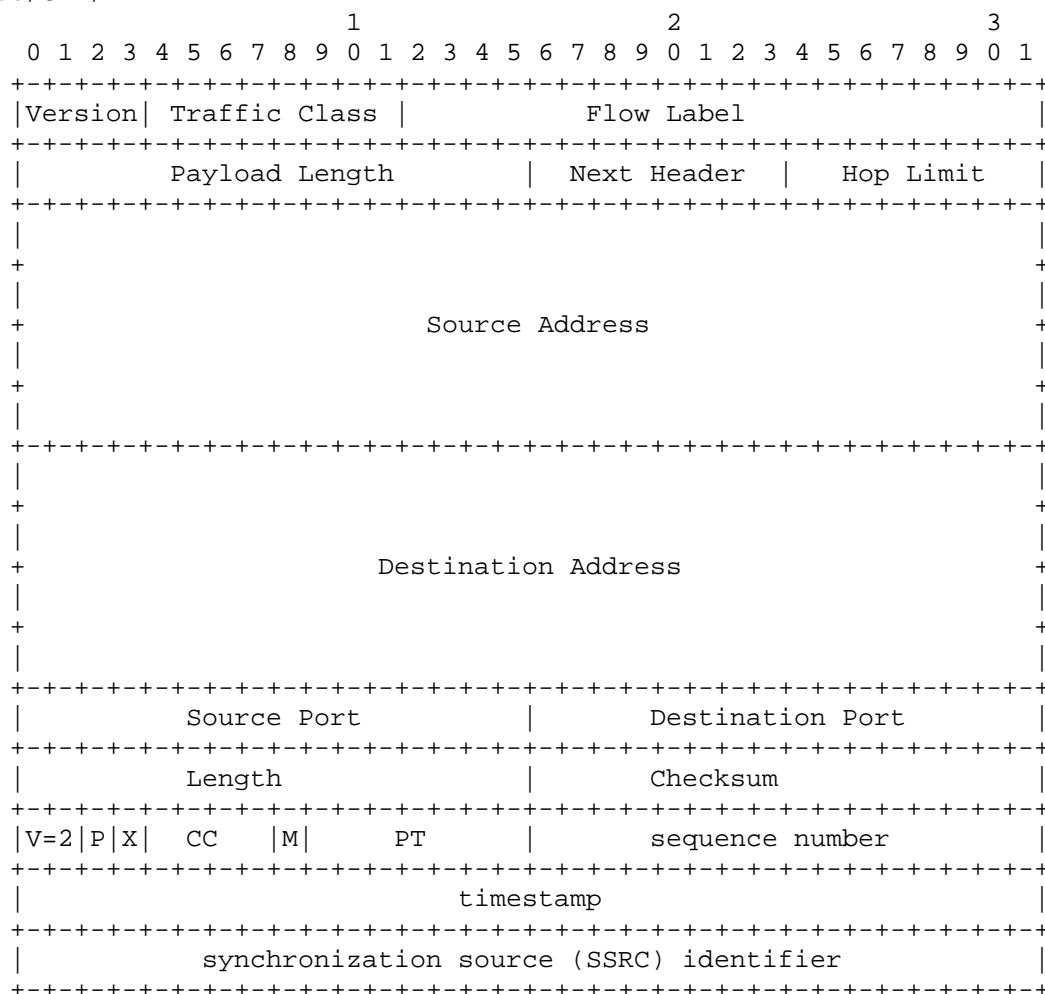 1 2 3
0 1 2 3 4 5 6 7 8 9 0 1 2 3 4 5 6 7 8 9 0 1 2 3 4 5 6 7 8 9 0 1
+-+-+-+-+-+-+-+-+-+-+-+-+-+-+-+-+-+-+-+-+-+-+-+-+-+-+-+-+-+-+-+-+
|Version| Traffic Class | Flow Label |
+-+-+-+-+-+-+-+-+-+-+-+-+-+-+-+-+-+-+-+-+-+-+-+-+-+-+-+-+-+-+-+-+
| Payload Length | Next Header | Hop Limit |
+-+-+-+-+-+-+-+-+-+-+-+-+-+-+-+-+-+-+-+-+-+-+-+-+-+-+-+-+-+-+-+-+
| |
+ +
| |
+ Source Address +
| |
+ +
| |
+-+-+-+-+-+-+-+-+-+-+-+-+-+-+-+-+-+-+-+-+-+-+-+-+-+-+-+-+-+-+-+-+
| |
+ +
| |
+ Destination Address +
| |
+ +
| |
+-+-+-+-+-+-+-+-+-+-+-+-+-+-+-+-+-+-+-+-+-+-+-+-+-+-+-+-+-+-+-+-+
| Source Port | Destination Port |
+-+-+-+-+-+-+-+-+-+-+-+-+-+-+-+-+-+-+-+-+-+-+-+-+-+-+-+-+-+-+-+-+
| Length | Checksum |
+-+-+-+-+-+-+-+-+-+-+-+-+-+-+-+-+-+-+-+-+-+-+-+-+-+-+-+-+-+-+-+-+
|V=2|P|X| CC |M| PT | sequence number |
+-+-+-+-+-+-+-+-+-+-+-+-+-+-+-+-+-+-+-+-+-+-+-+-+-+-+-+-+-+-+-+-+
| timestamp |
+-+-+-+-+-+-+-+-+-+-+-+-+-+-+-+-+-+-+-+-+-+-+-+-+-+-+-+-+-+-+-+-+
| synchronization source (SSRC) identifier |
+-+-+-+-+-+-+-+-+-+-+-+-+-+-+-+-+-+-+-+-+-+-+-+-+-+-+-+-+-+-+-+-+